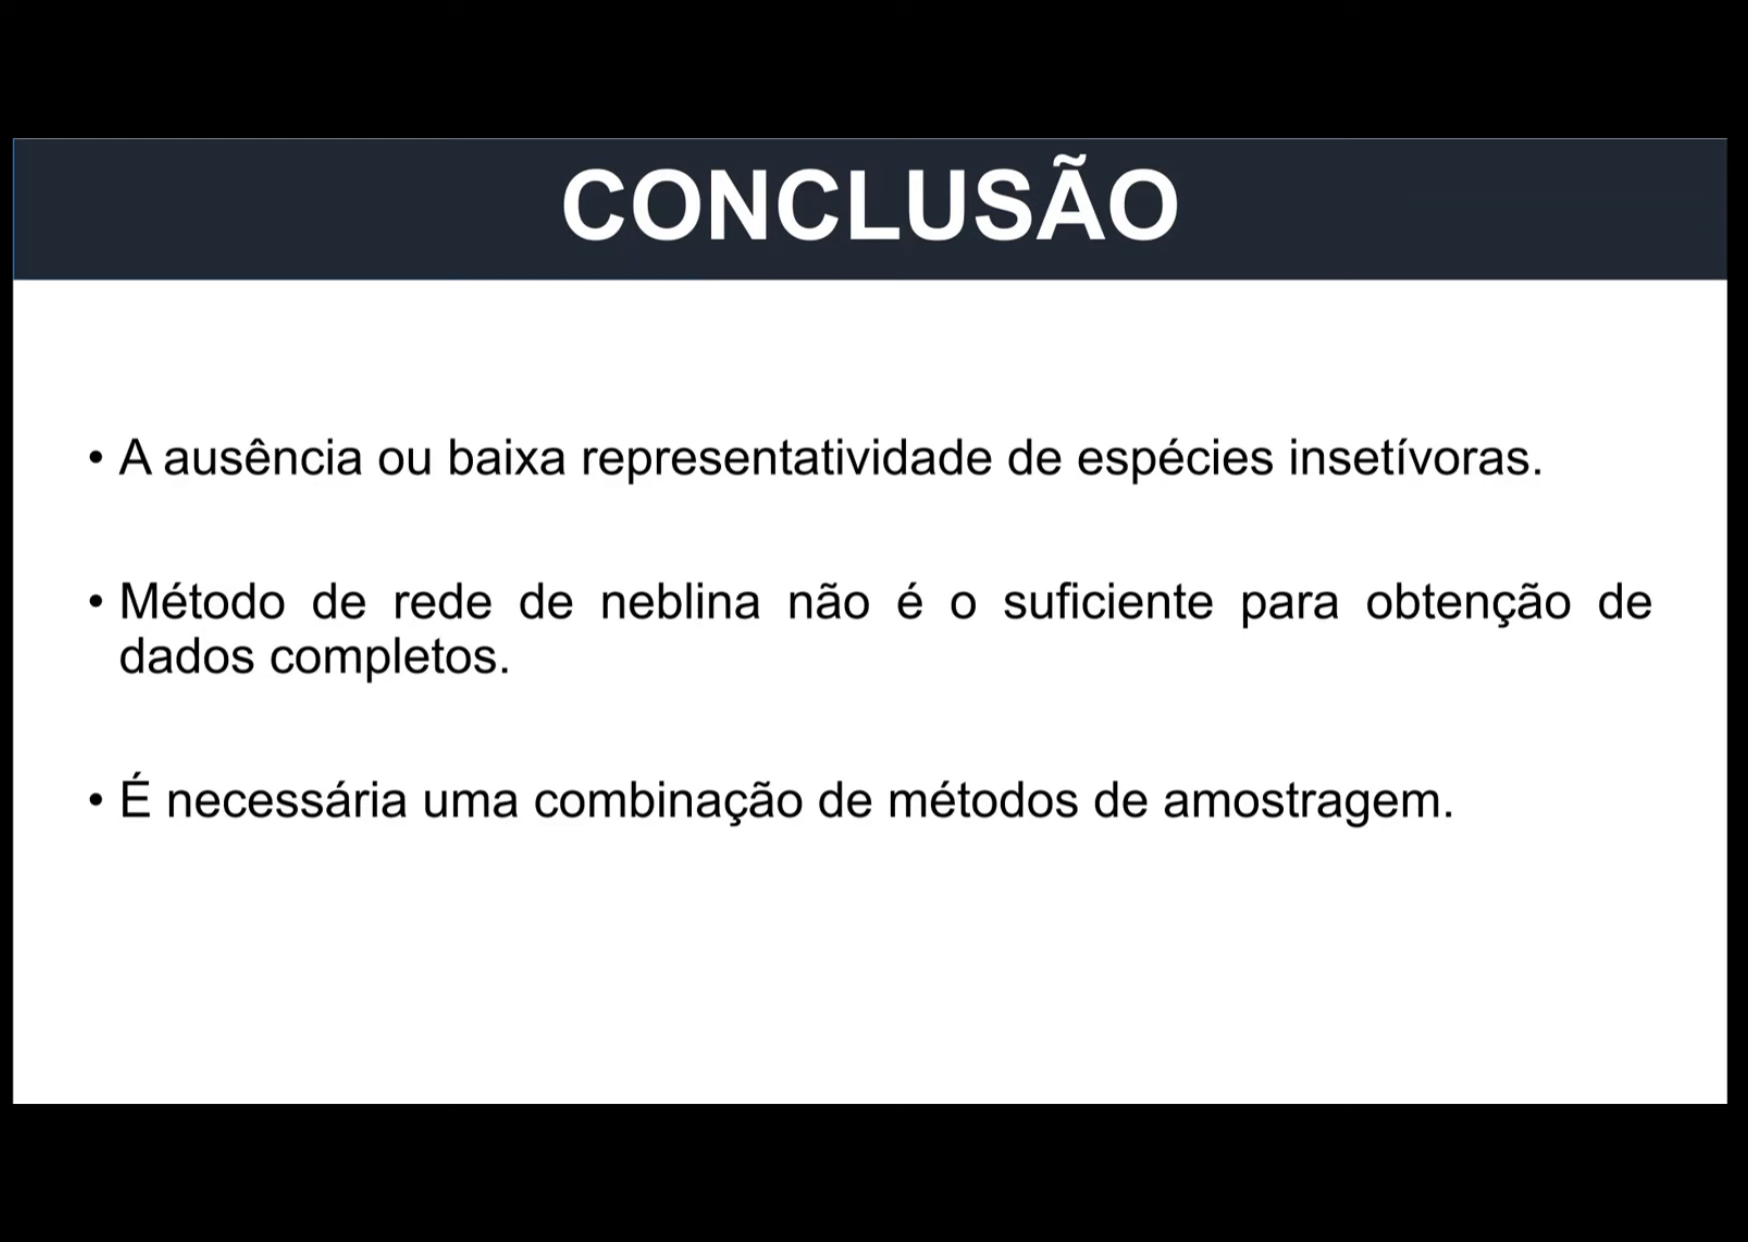 CONCLUSÃO
• A ausência ou baixa representatividade de espécies insetívoras.
• Método de rede de neblina não é o suficiente para obtenção de
dados completos.
• É necessária uma combinação de métodos de amostragem.